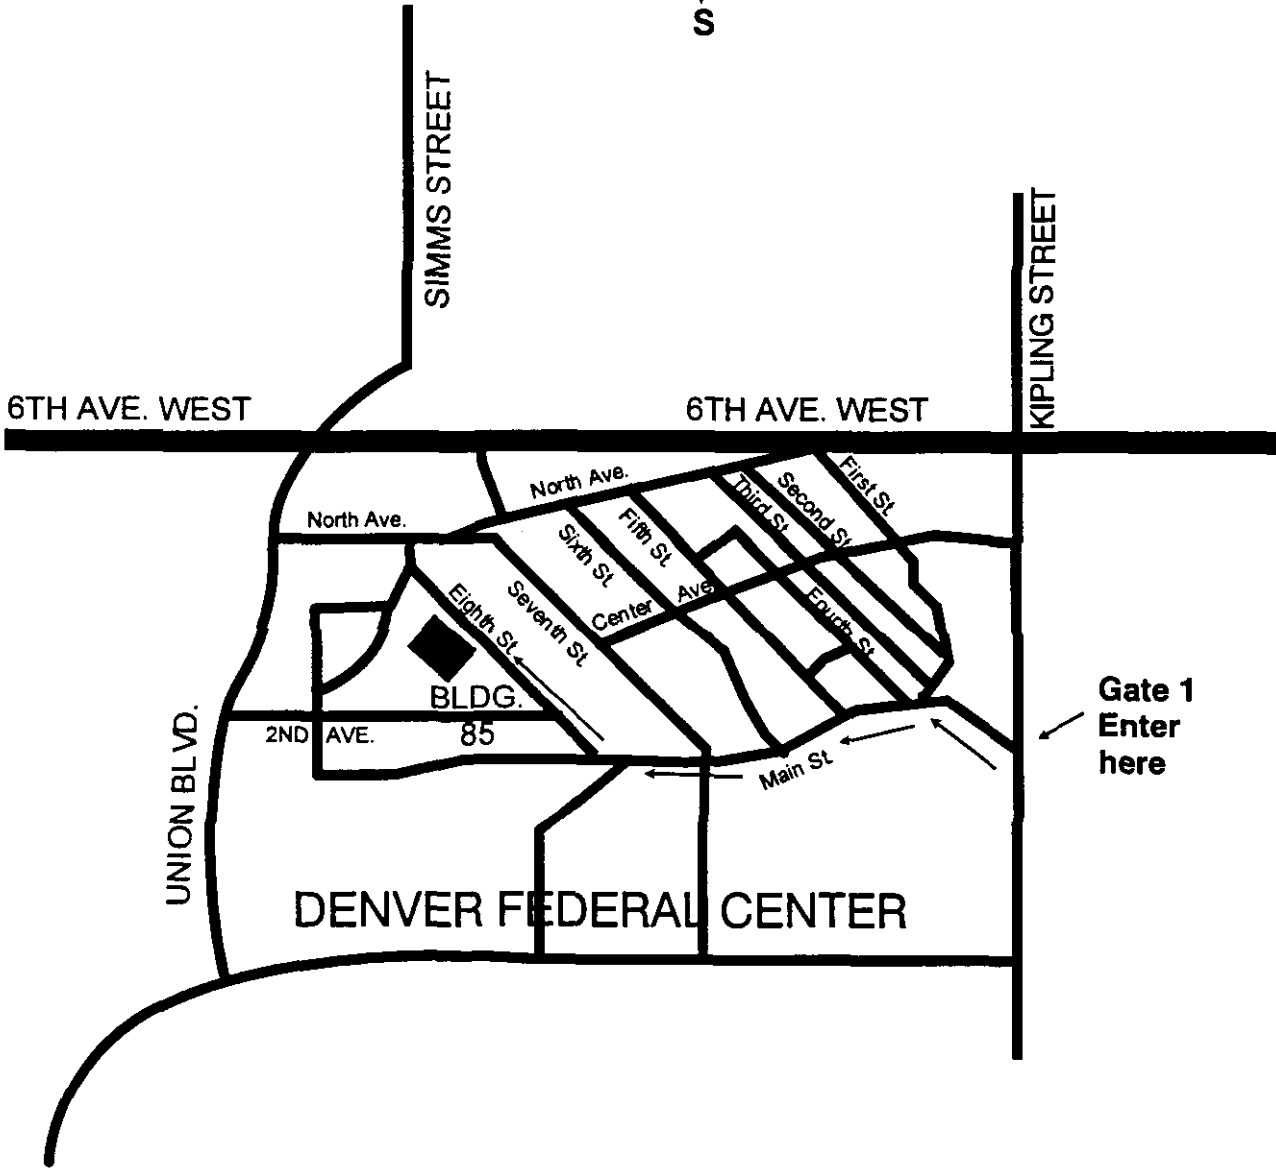 S
SIMMS STREET
KIPLING STREET
6TH AVE. WEST
6TH AVE. WEST
North Ave.
North Ave.
First St
Second St
Third St
Fifth St
Sixth St
Fourth St
Center Ave
Seventh St
Eighth St
BLDG.
85
2ND AVE.
Main St
Gate 1
Enter
here
UNION BLVD.
DENVER FEDERAL CENTER